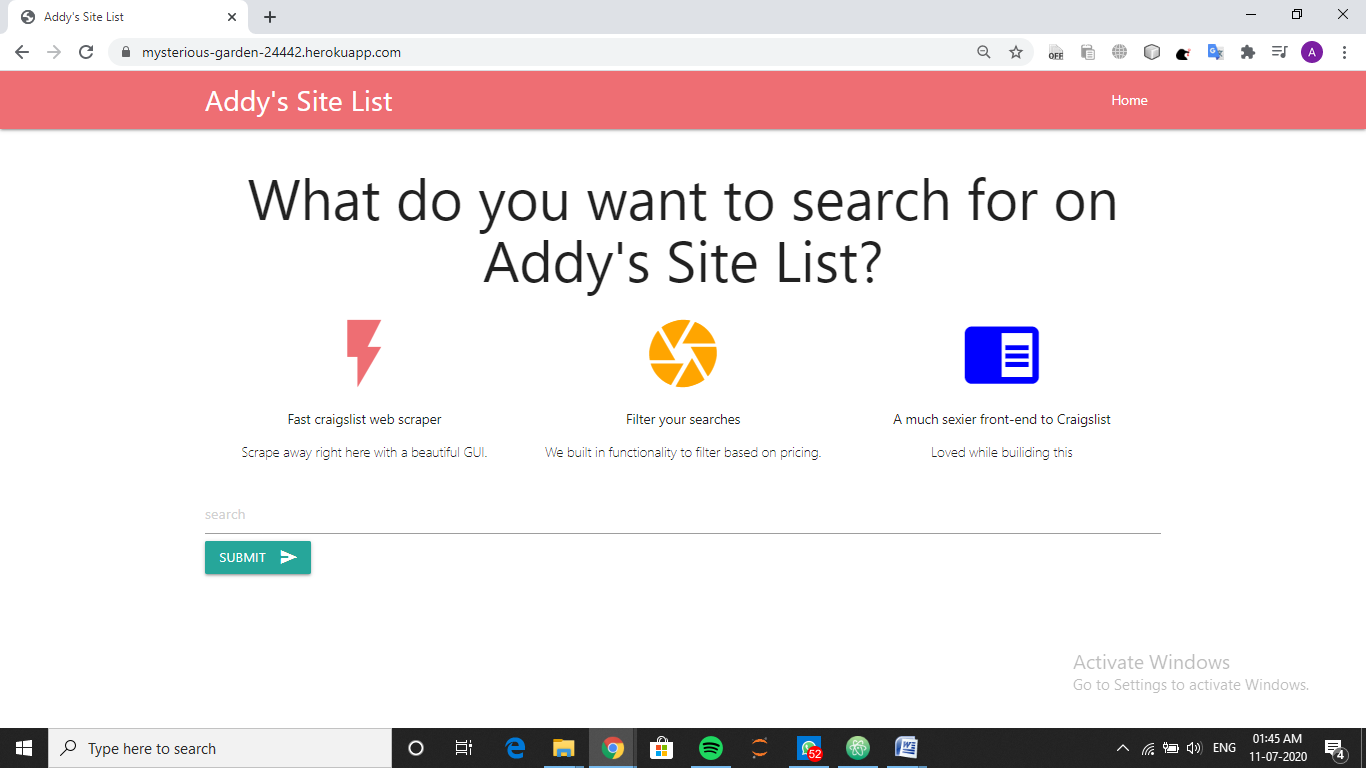 Addy's Site List
mysterious-garden-24442.herokuapp.com
OFF
A
Addy's Site List
Home
What do you want to search for on
Addy's Site List?
Fast craigslist web scraper
Filter your searches
A much sexier front-end to Craigslist
Scrape away right here with a beautiful GUI.
We built in functionality to filter based on pricing.
Loved while builiding this
search
SUBMIT
Activate Windows
Go to Settings to activate Windows.
Type here to search
52
ENG
01:45 AM
11-07-2020
4